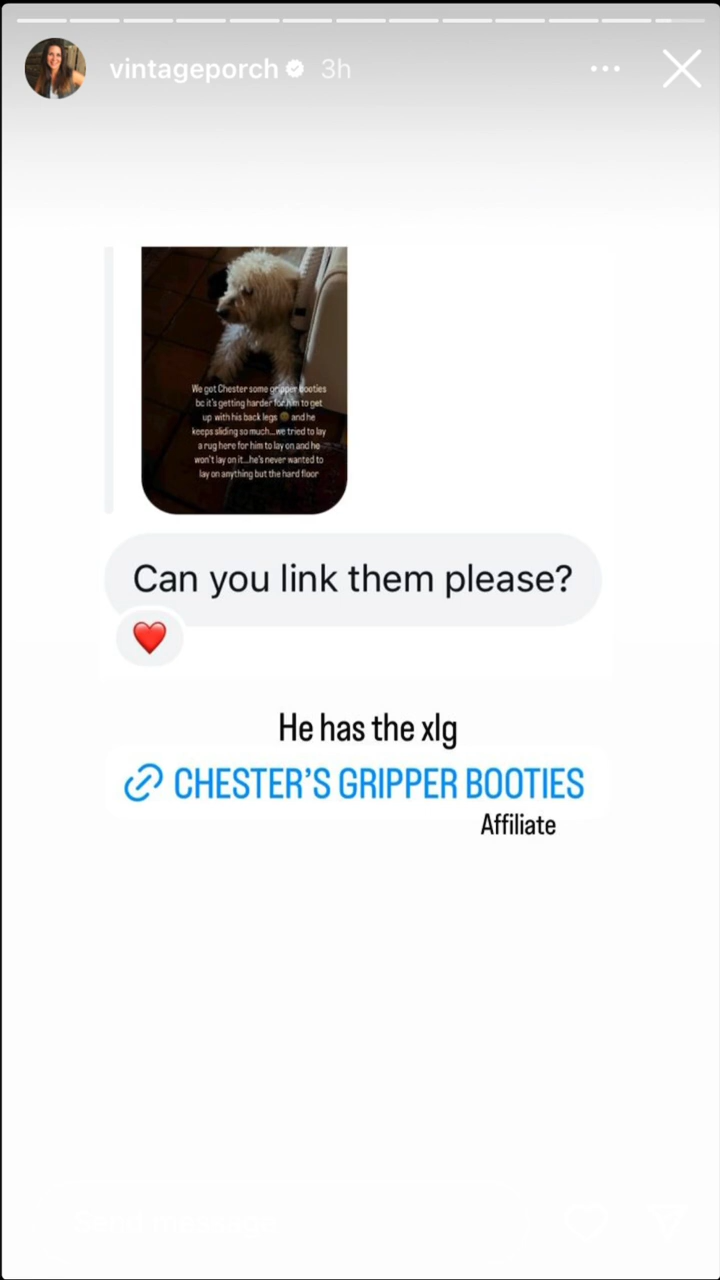 vintageporch 3h
We got Chester some gripper booties
bc it's getting harder for him to get
up with his back legs 🥲 and he
keeps sliding so much...we tried to lay
a rug here for him to lay on and he
won't lay on it...he's never wanted to
lay on anything but the hard floor
Can you link them please?
❤️
He has the xlg
CHESTER'S GRIPPER BOOTIES
Affiliate
Send message